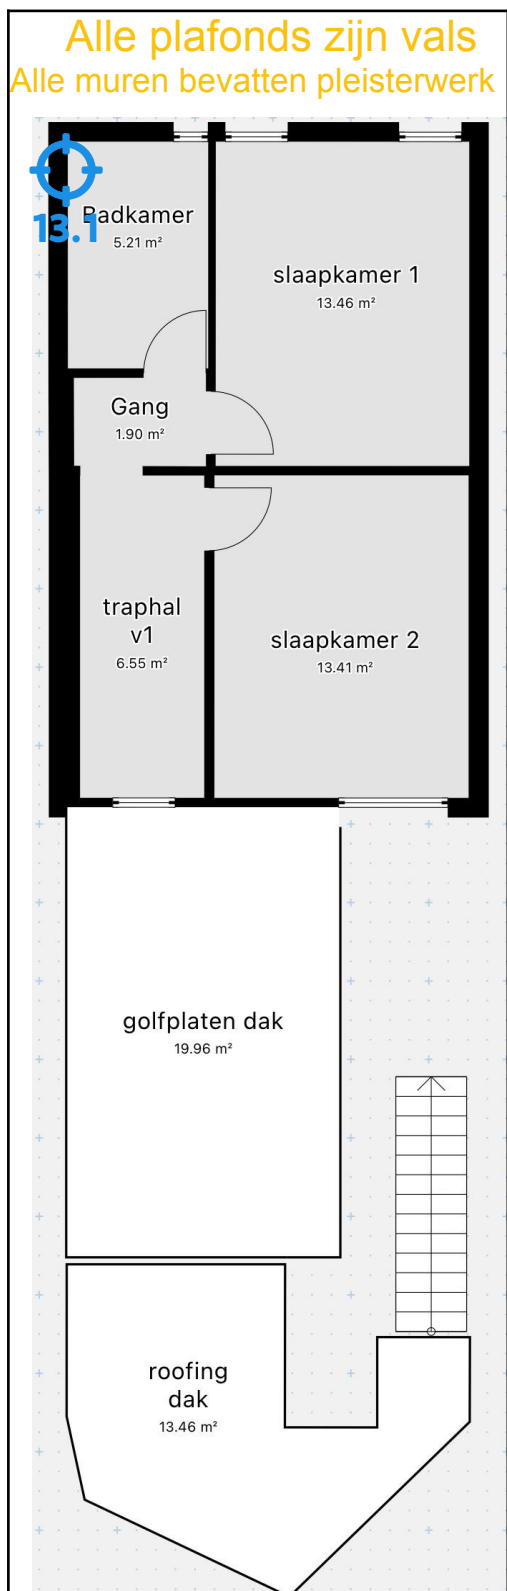 Alle plafonds zijn vals
Alle muren bevatten pleisterwerk
Badkamer
5.21 m²
13.1
slaapkamer 1
13.46 m²
Gang
1.90 m²
traphal
v1
6.55 m²
slaapkamer 2
13.41 m²
golfplaten dak
19.96 m²
roofing
dak
13.46 m²